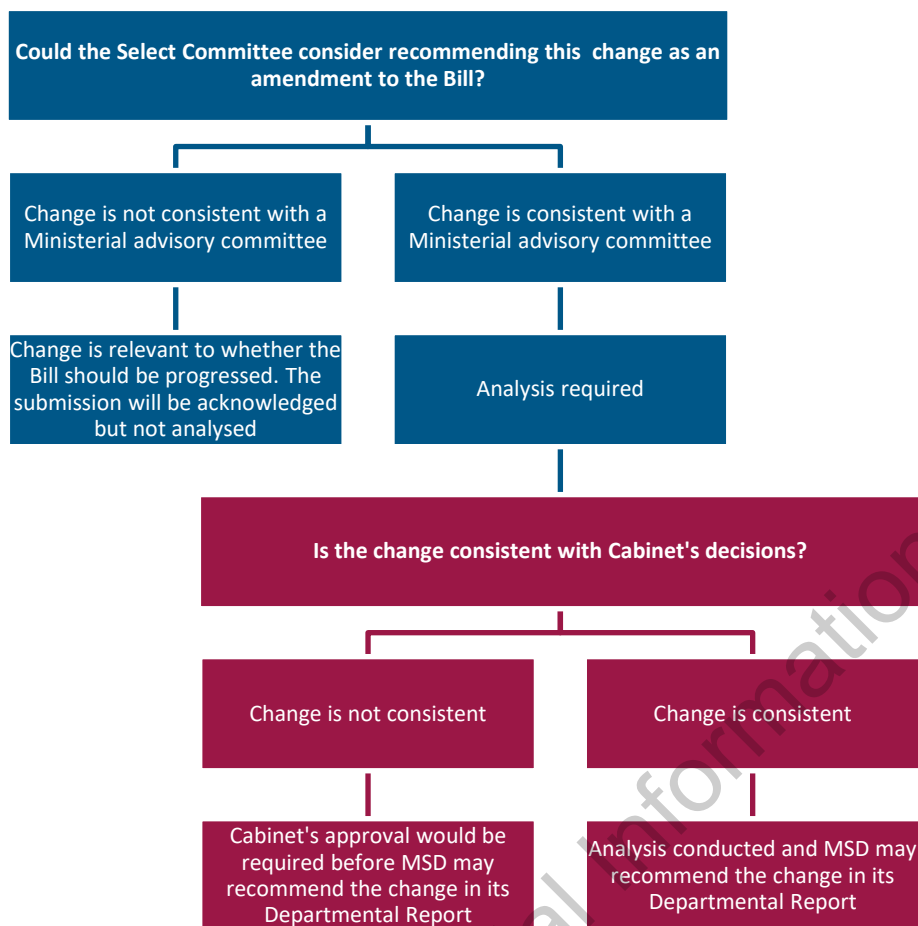 Could the Select Committee consider recommending this change as an
amendment to the Bill?
Change is not consistent with a
Ministerial advisory committee
Change is consistent with a
Ministerial advisory committee
Change is relevant to whether the
Bill should be progressed. The
submission will be acknowledged
but not analysed
Analysis required
Is the change consistent with Cabinet's decisions?
Change is not consistent
Change is consistent
Cabinet's approval would be
required before MSD may
recommend the change in its
Departmental Report
Analysis conducted and MSD may
recommend the change in its
Departmental Report
Information